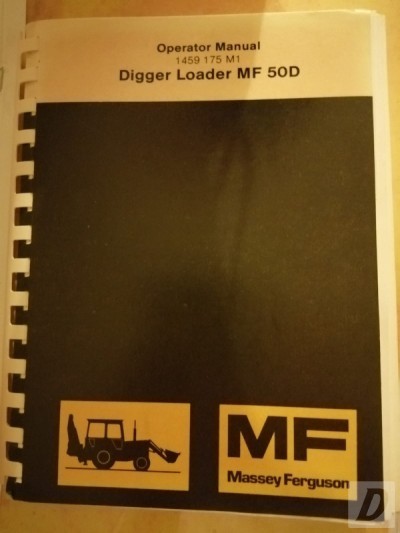 Operator Manual
1459 175 M1
Digger Loader MF 50D
MF
Massey Ferguson
D